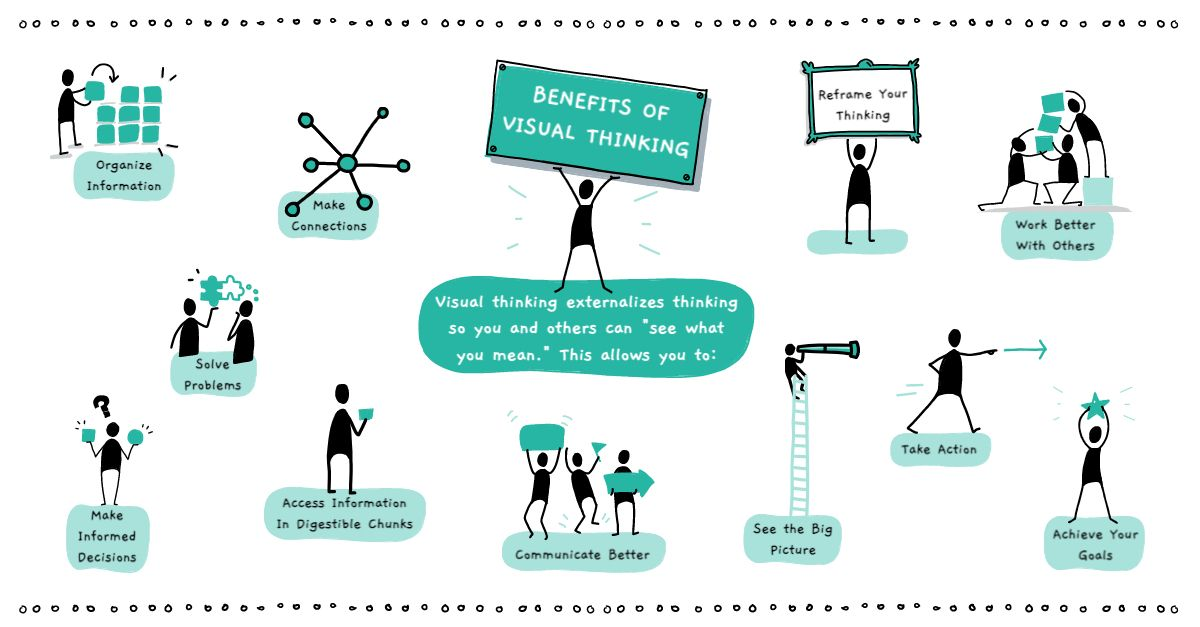 BENEFITS OF
VISUAL THINKING
Visual thinking externalizes thinking
so you and others can "see what
you mean." This allows you to:
Organize
Information
Make
Connections
Solve
Problems
?
Make
Informed
Decisions
Access Information
In Digestible Chunks
Communicate Better
Reframe Your
Thinking
Work Better
With Others
See the Big
Picture
Take Action
Achieve Your
Goals